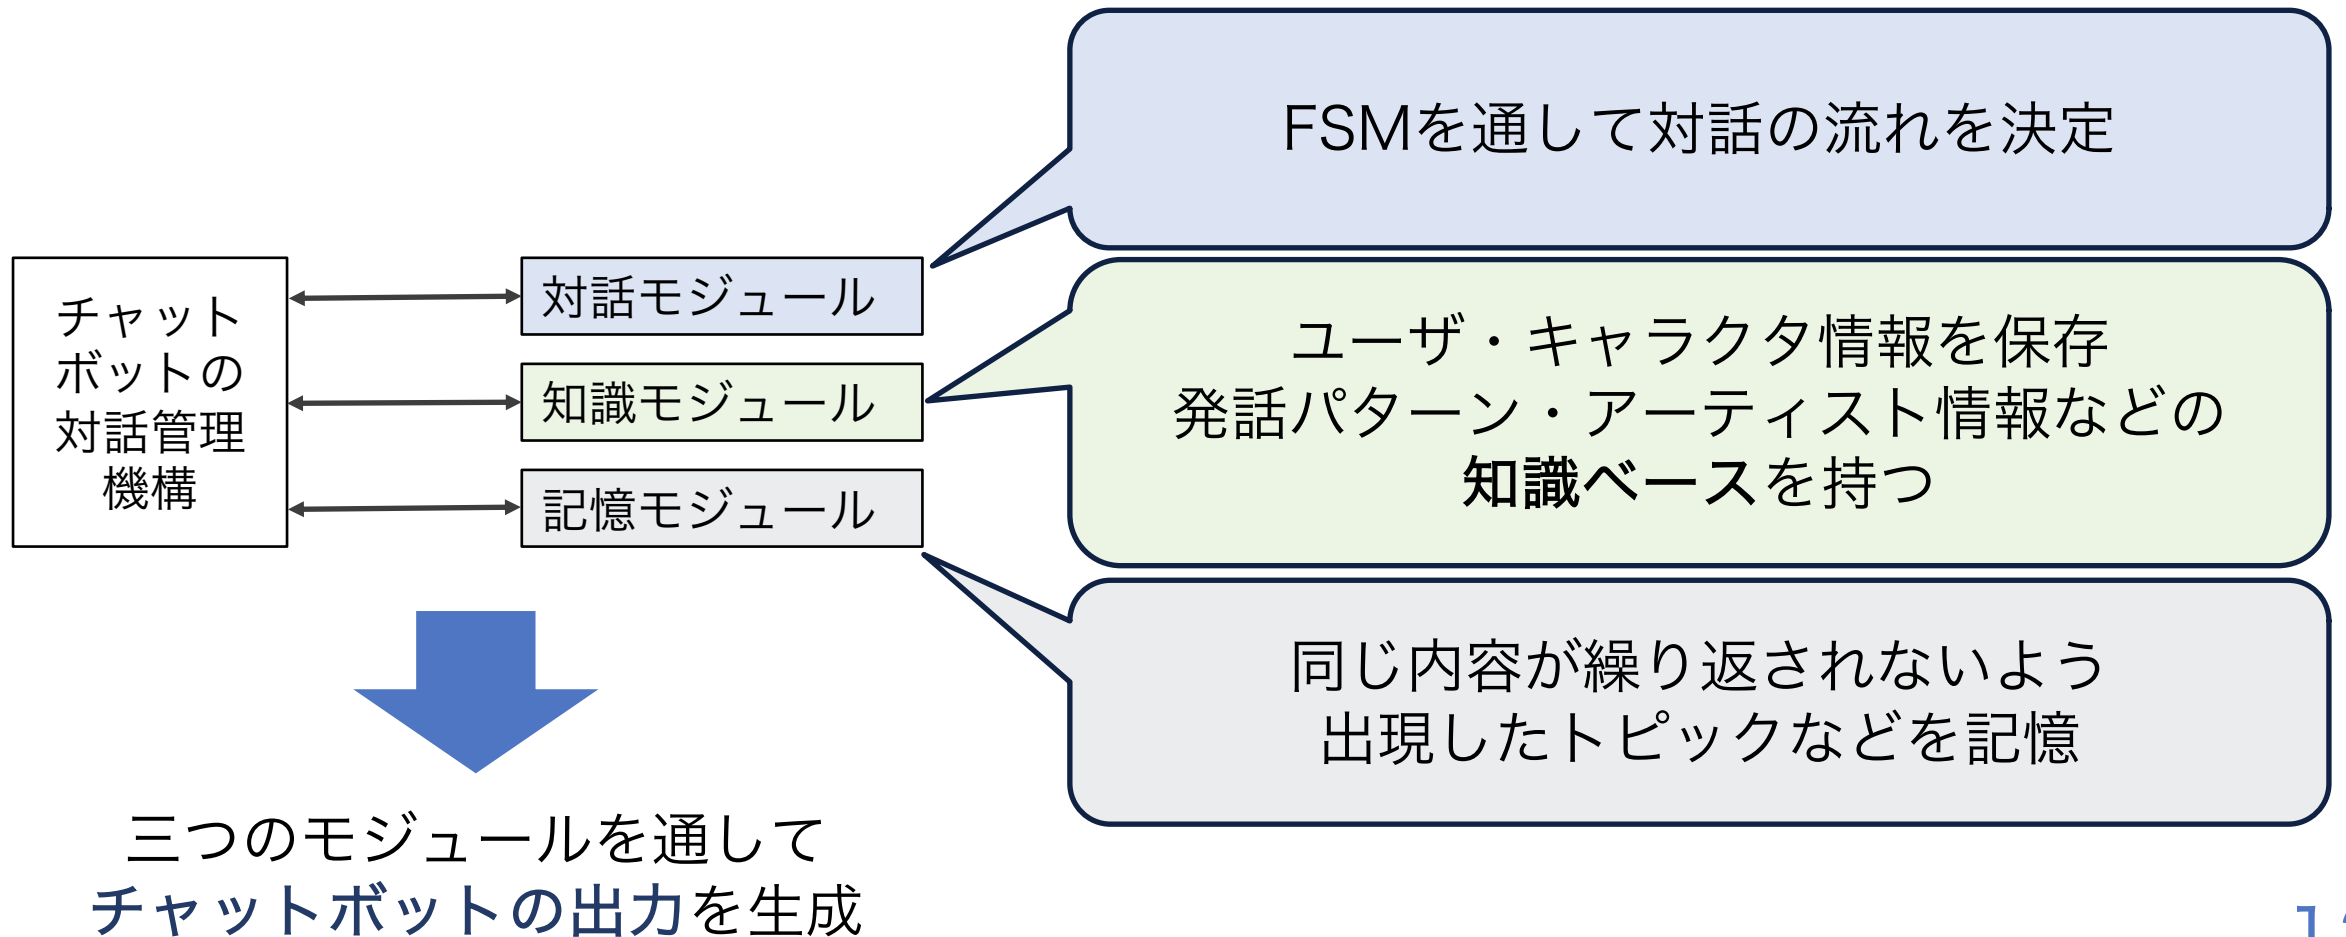 FSMを通して対話の流れを決定
チャット
ボットの
対話管理
機構
対話モジュール
知識モジュール
記憶モジュール
ユーザ・キャラクタ情報を保存
発話パターン・アーティスト情報などの
知識ベースを持つ
同じ内容が繰り返されないよう
出現したトピックなどを記憶
三つのモジュールを通して
チャットボットの出力を生成